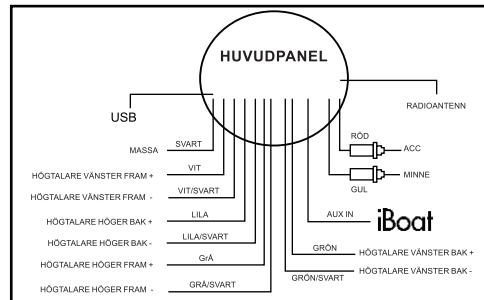 HUVUDPANEL
USB
RADIOANTENN
MASSA SVART
RÖD ACC
HÖGTALARE VÄNSTER FRAM + VIT
GUL MINNE
HÖGTALARE VÄNSTER FRAM - VIT/SVART
HÖGTALARE HÖGER BAK + LILA
AUX IN iBoat
HÖGTALARE HÖGER BAK - LILA/SVART
GRÖN HÖGTALARE VÄNSTER BAK +
HÖGTALARE HÖGER FRAM + GrÅ
GRÖN/SVART HÖGTALARE VÄNSTER BAK -
HÖGTALARE HÖGER FRAM - GRÅ/SVART